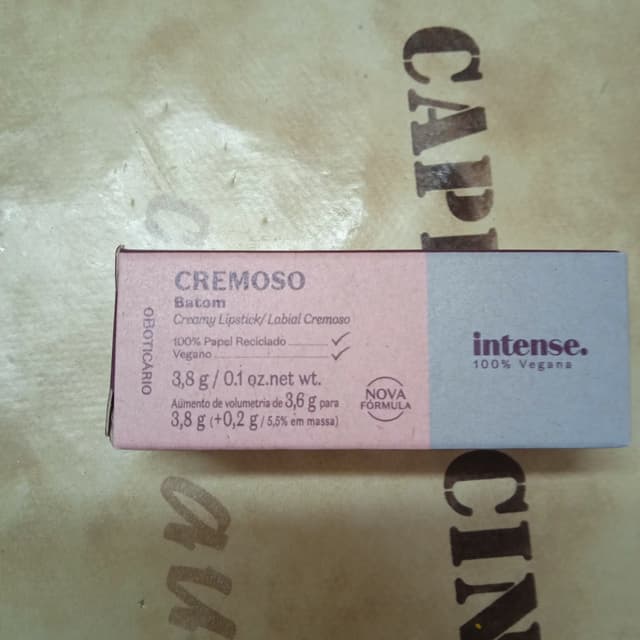 oBOTICÁRIO
CREMOSO
Batom
Creamy Lipstick/ Labial Cremoso
100% Papel Reciclado
Vegano
3,8 g / 0.1 oz.net wt.
Aumento de volumetria de 3,6 g para
3,8 g (+0,2 g / 5,5% em massa)
NOVA
FÓRMULA
intense.
100% Vegana